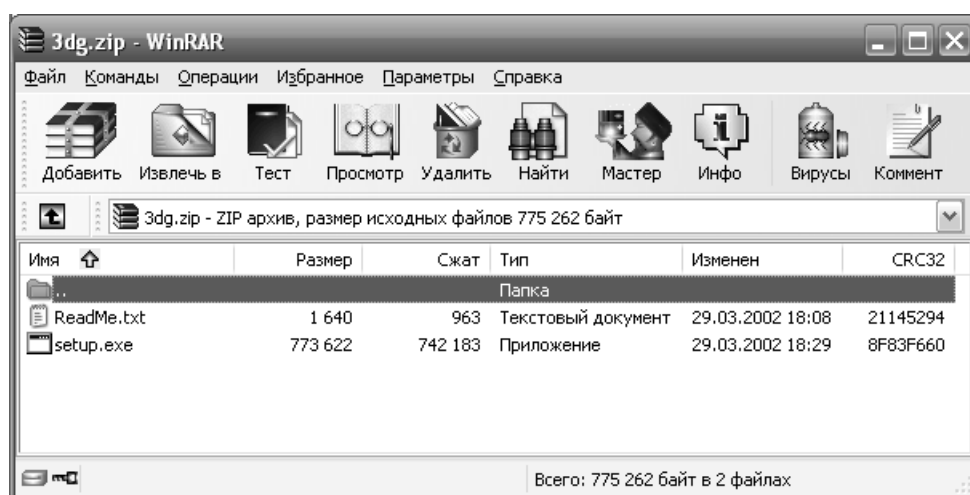 3dg.zip - WinRAR
Файл Команды Операции Избранное Параметры Справка
Добавить Извлечь в Тест Просмотр Удалить Найти Мастер Инфо Вирусы Коммент
3dg.zip - ZIP архив, размер исходных файлов 775 262 байт
Имя Размер Сжат Тип Изменен CRC32
.. Папка
ReadMe.txt 1 640 963 Текстовый документ 29.03.2002 18:08 21145294
setup.exe 773 622 742 183 Приложение 29.03.2002 18:29 8F83F660
Всего: 775 262 байт в 2 файлах